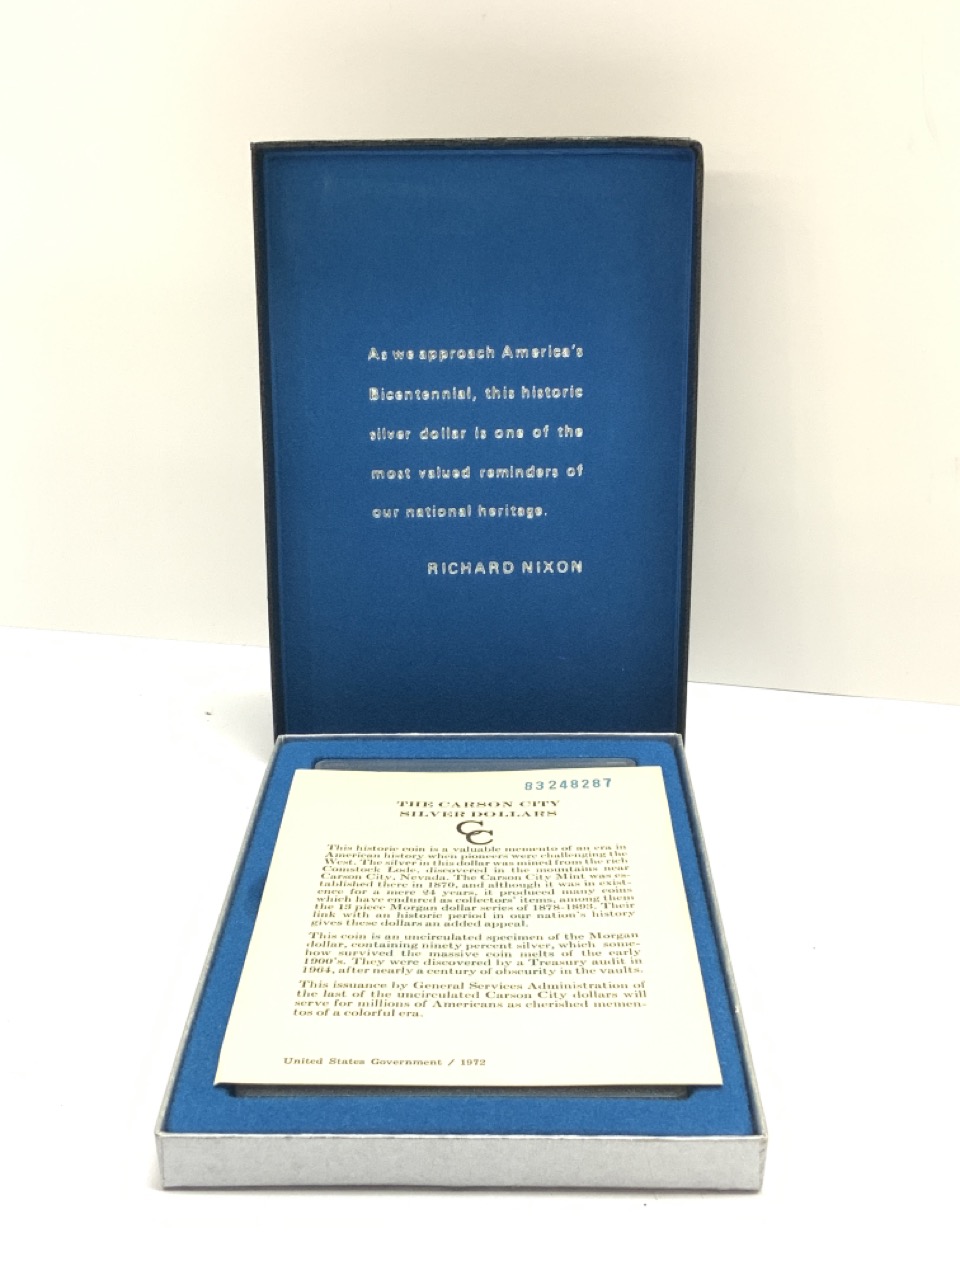 As we approach America's
Bicentennial, this historic
silver dollar is one of the
most valued reminders of
our national heritage.
RICHARD NIXON
83248287
THE CARSON CITY
SILVER DOLLARS
CC
This historic coin is a valuable memento of an era in
American history when pioneers were challenging the
West. The silver in this dollar was mined from the rich
Comstock Lode, discovered in the mountains near
Carson City, Nevada. The Carson City Mint was es-
tablished there in 1870, and although it was in exist-
ence for a mere 24 years, it produced many coins
which have endured as collectors' items, among them
the 13 piece Morgan dollar series of 1878-1893. Their
link with an historic period in our nation's history
gives these dollars an added appeal.
This coin is an uncirculated specimen of the Morgan
dollar, containing ninety percent silver, which some-
how survived the massive coin melts of the early
1900's. They were discovered by a Treasury audit in
1964, after nearly a century of obscurity in the vaults.
This issuance by General Services Administration of
the last of the uncirculated Carson City dollars will
serve for millions of Americans as cherished memen-
tos of a colorful era.
United States Government / 1972